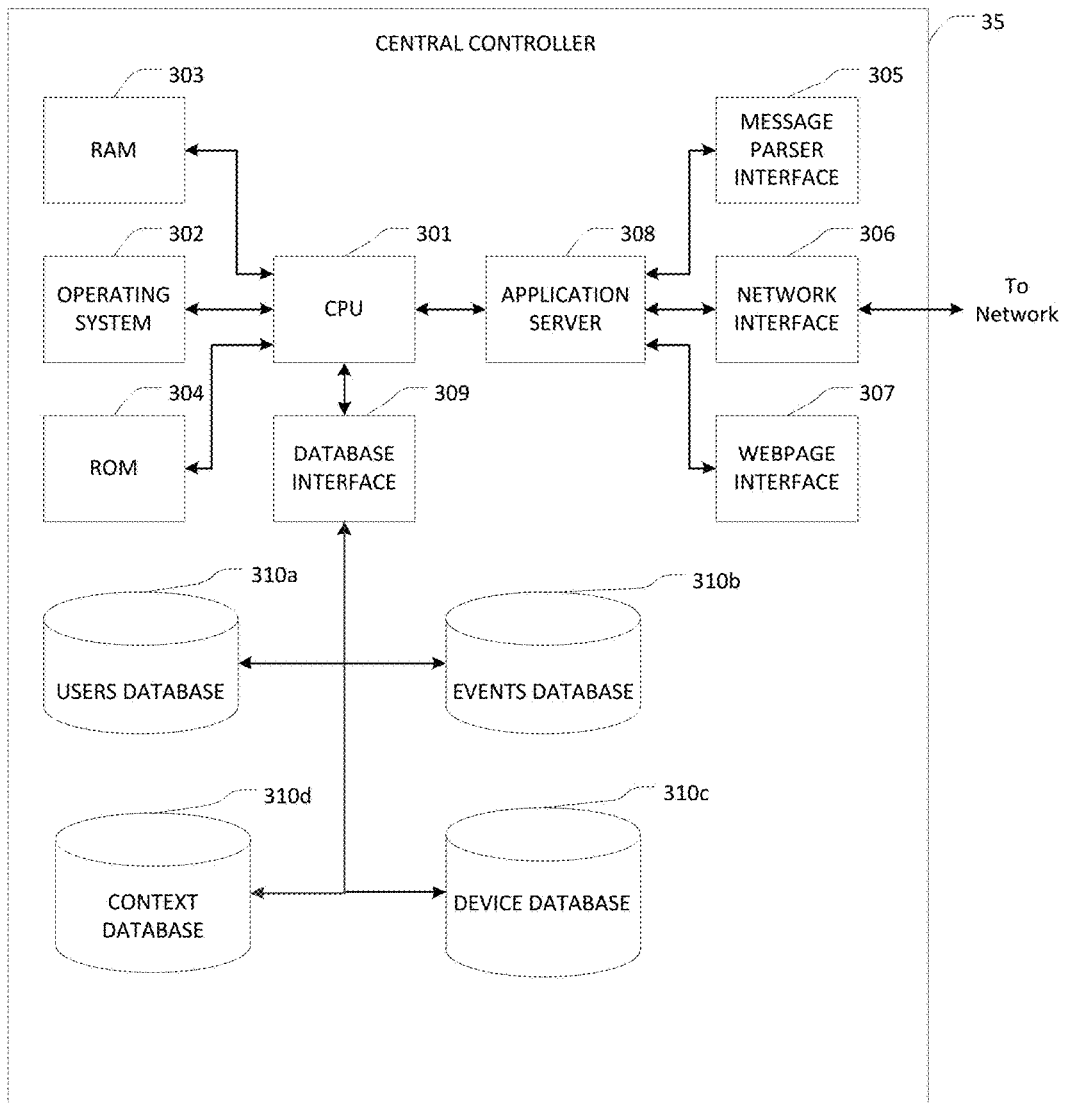 35
CENTRAL CONTROLLER
303
305
RAM
MESSAGE
PARSER
INTERFACE
302
301
308
306
OPERATING
SYSTEM
CPU
APPLICATION
SERVER
NETWORK
INTERFACE
To
Network
304
309
307
ROM
DATABASE
INTERFACE
WEBPAGE
INTERFACE
310a
310b
USERS DATABASE
EVENTS DATABASE
310d
310c
CONTEXT
DATABASE
DEVICE DATABASE